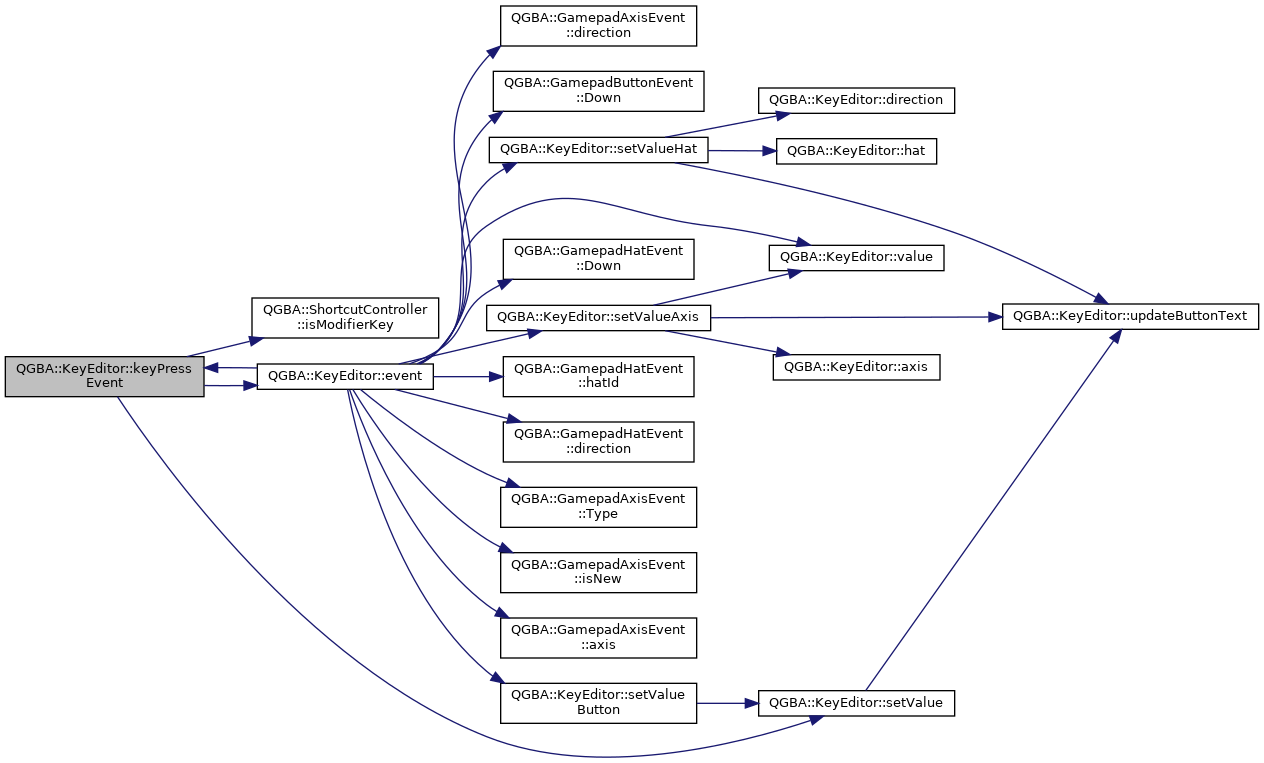 QGBA::GamepadAxisEvent
::direction
QGBA::GamepadButtonEvent
::Down
QGBA::KeyEditor::direction
QGBA::KeyEditor::setValueHat
QGBA::KeyEditor::hat
QGBA::GamepadHatEvent
::Down
QGBA::KeyEditor::value
QGBA::ShortcutController
::isModifierKey
QGBA::KeyEditor::setValueAxis
QGBA::KeyEditor::updateButtonText
QGBA::KeyEditor::keyPress
Event
QGBA::KeyEditor::event
QGBA::GamepadHatEvent
::hatId
QGBA::KeyEditor::axis
QGBA::GamepadHatEvent
::direction
QGBA::GamepadAxisEvent
::Type
QGBA::GamepadAxisEvent
::isNew
QGBA::GamepadAxisEvent
::axis
QGBA::KeyEditor::setValue
Button
QGBA::KeyEditor::setValue